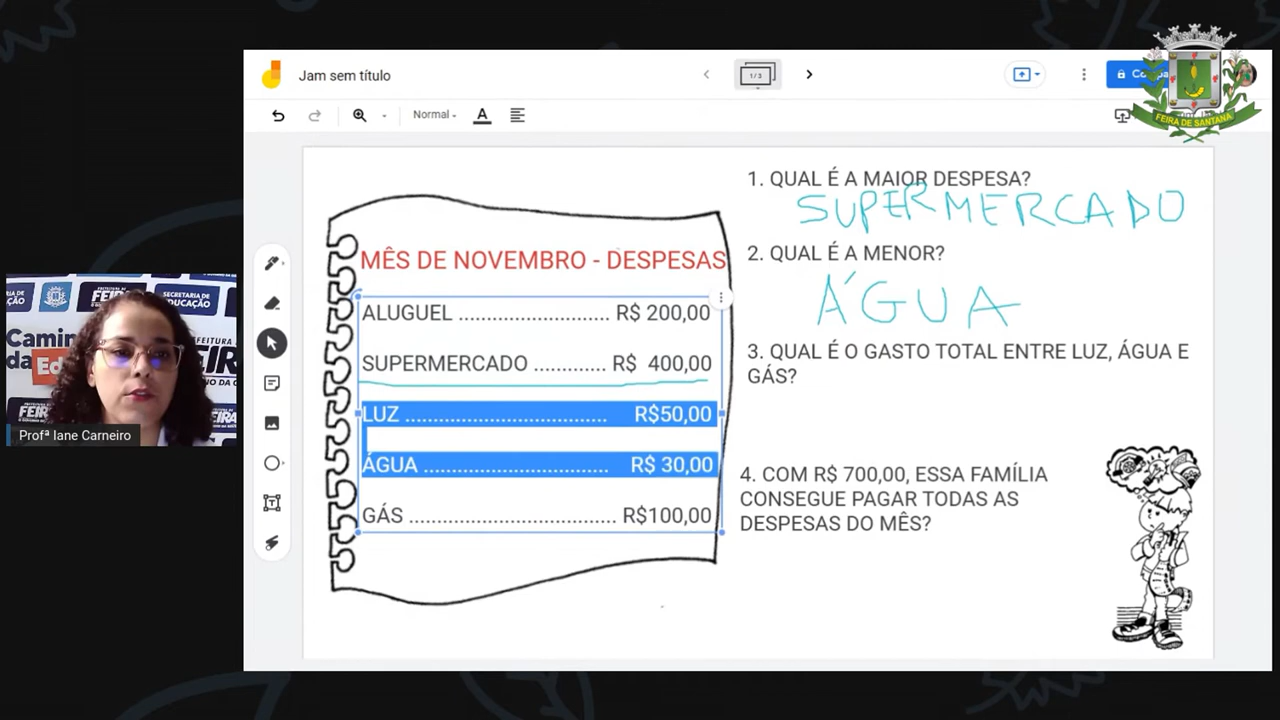 Jam sem título
1/3
Normal
FEIRA DE SANTANA
1. QUAL É A MAIOR DESPESA?
SUPERMERCADO
2. QUAL É A MENOR?
ÁGUA
3. QUAL É O GASTO TOTAL ENTRE LUZ, ÁGUA E
GÁS?
4. COM R$ 700,00, ESSA FAMÍLIA
CONSEGUE PAGAR TODAS AS
DESPESAS DO MÊS?
MÊS DE NOVEMBRO - DESPESAS
ALUGUEL ........................... R$ 200,00
SUPERMERCADO ............. R$ 400,00
LUZ .................................... R$50,00
ÁGUA ................................. R$ 30,00
GÁS ..................................... R$100,00
SECRETARIA DE
EDUCAÇÃO
Profª Iane Carneiro